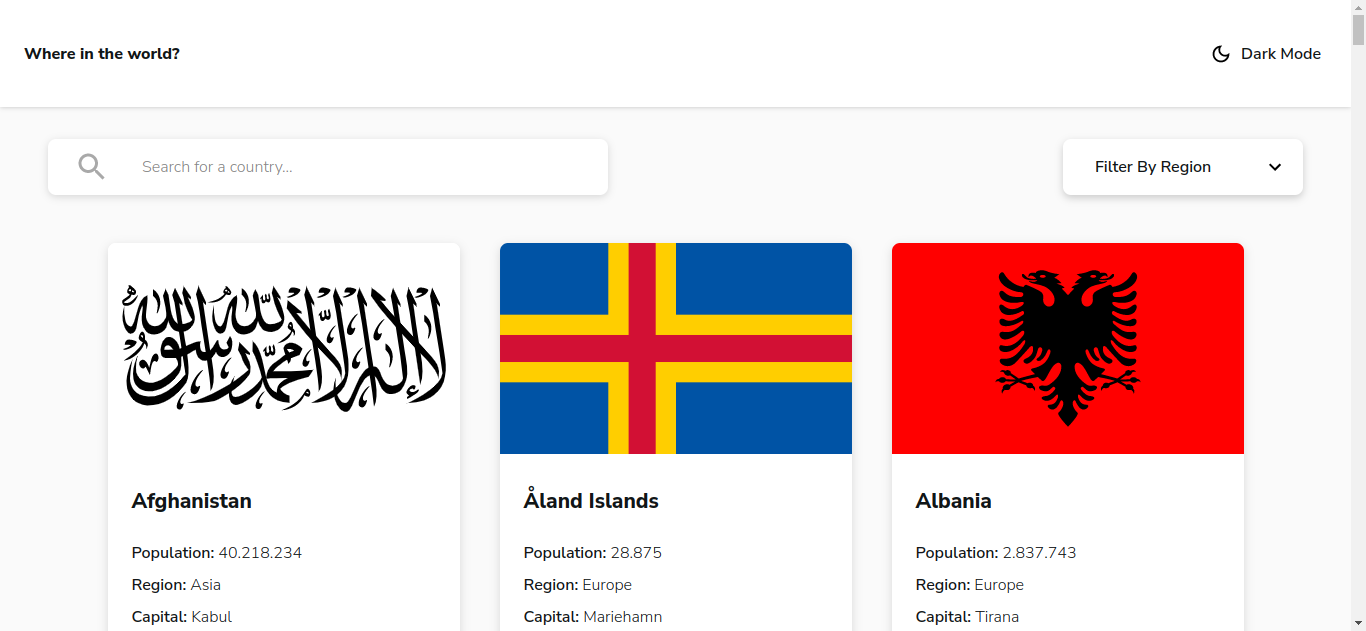 Where in the world?
Dark Mode
Search for a country...
Filter By Region
لا إله إلا الله محمد رسول الله
Afghanistan
Population: 40.218.234
Region: Asia
Capital: Kabul
Åland Islands
Population: 28.875
Region: Europe
Capital: Mariehamn
Albania
Population: 2.837.743
Region: Europe
Capital: Tirana